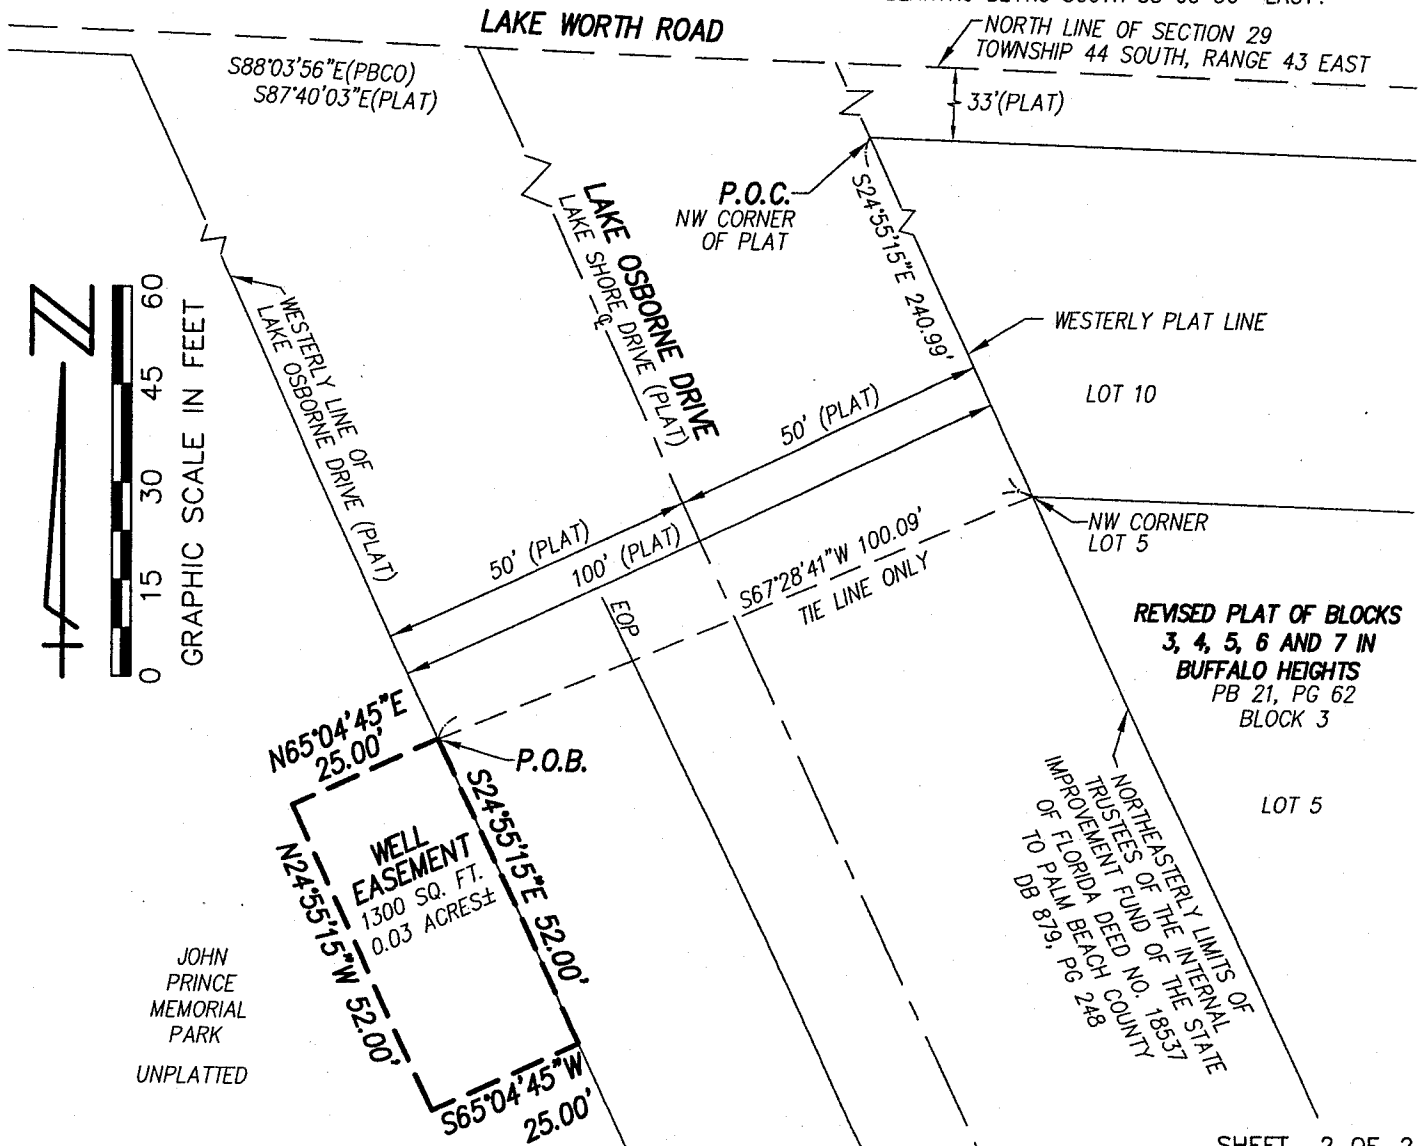 LAKE WORTH ROAD
NORTH LINE OF SECTION 29
TOWNSHIP 44 SOUTH, RANGE 43 EAST
S88°03'56"E(PBCO)
S87°40'03"E(PLAT)
33'(PLAT)
P.O.C.
NW CORNER
OF PLAT
S24°55'15"E 240.99'
LAKE OSBORNE DRIVE
LAKE SHORE DRIVE (PLAT)
℄
WESTERLY LINE OF
LAKE OSBORNE DRIVE (PLAT)
WESTERLY PLAT LINE
LOT 10
60
45
30
15
0
GRAPHIC SCALE IN FEET
N
50' (PLAT)
50' (PLAT)
100' (PLAT)
NW CORNER
LOT 5
S67°28'41"W 100.09'
TIE LINE ONLY
EOP
REVISED PLAT OF BLOCKS
3, 4, 5, 6 AND 7 IN
BUFFALO HEIGHTS
PB 21, PG 62
BLOCK 3
LOT 5
N65°04'45"E
25.00'
P.O.B.
S24°55'15"E 52.00'
WELL
EASEMENT
1300 SQ. FT.
0.03 ACRES±
N24°55'15"W 52.00'
S65°04'45"W
25.00'
JOHN
PRINCE
MEMORIAL
PARK
UNPLATTED
NORTHEASTERLY LIMITS OF
TRUSTEES OF THE INTERNAL
IMPROVEMENT FUND OF THE STATE
OF FLORIDA DEED NO. 18537
TO PALM BEACH COUNTY
DB 879, PG 248